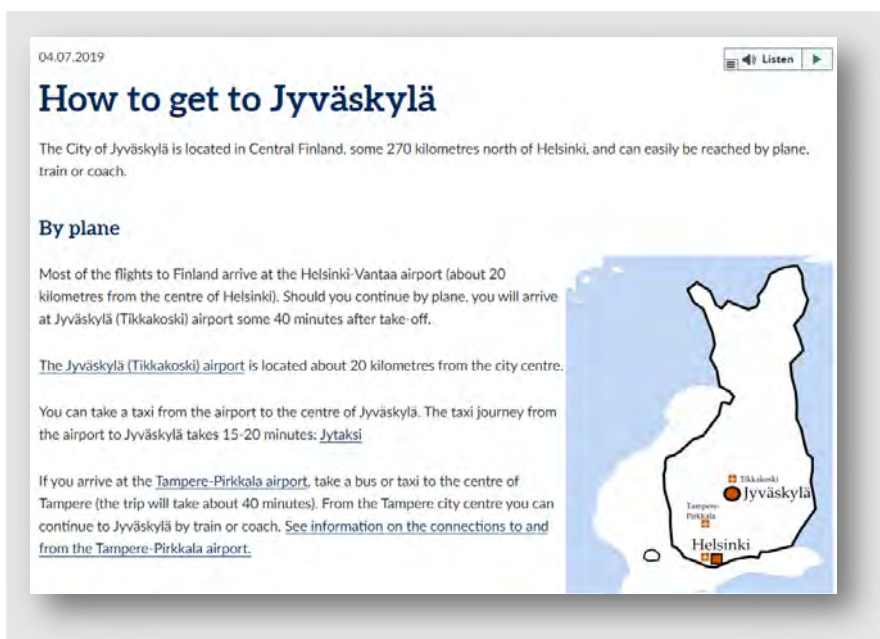 04.07.2019
Listen
How to get to Jyväskylä
The City of Jyväskylä is located in Central Finland, some 270 kilometres north of Helsinki, and can easily be reached by plane,
train or coach.
By plane
Most of the flights to Finland arrive at the Helsinki-Vantaa airport (about 20
kilometres from the centre of Helsinki). Should you continue by plane, you will arrive
at Jyväskylä (Tikkakoski) airport some 40 minutes after take-off.
The Jyväskylä (Tikkakoski) airport is located about 20 kilometres from the city centre.
You can take a taxi from the airport to the centre of Jyväskylä. The taxi journey from
the airport to Jyväskylä takes 15-20 minutes: Jytaksi
If you arrive at the Tampere-Pirkkala airport, take a bus or taxi to the centre of
Tampere (the trip will take about 40 minutes). From the Tampere city centre you can
continue to Jyväskylä by train or coach. See information on the connections to and
from the Tampere-Pirkkala airport.
Tikkakoski
Jyväskylä
Tampere-
Pirkkala
Helsinki